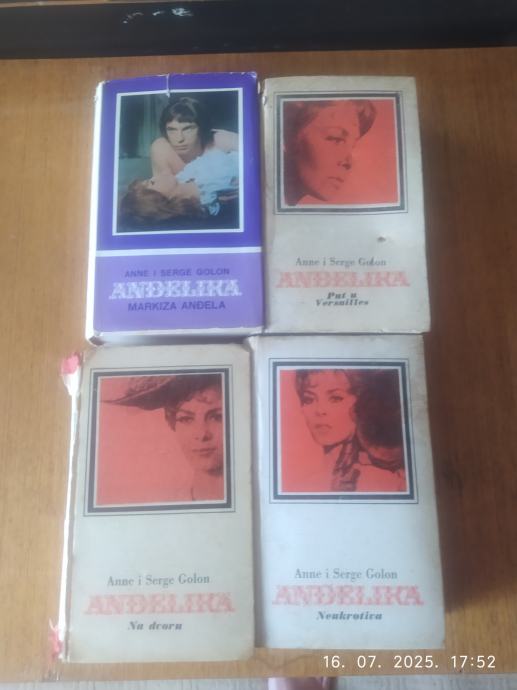 ANNE I SERGE GOLON
ANĐELIKA
MARKIZA ANĐELA
Anne i Serge Golon
ANĐELIKA
Put u
Versailles
Anne i Serge Golon
ANĐELIKA
Na dvoru
Anne i Serge Golon
ANĐELIKA
Neukrotiva
16. 07. 2025. 17:52